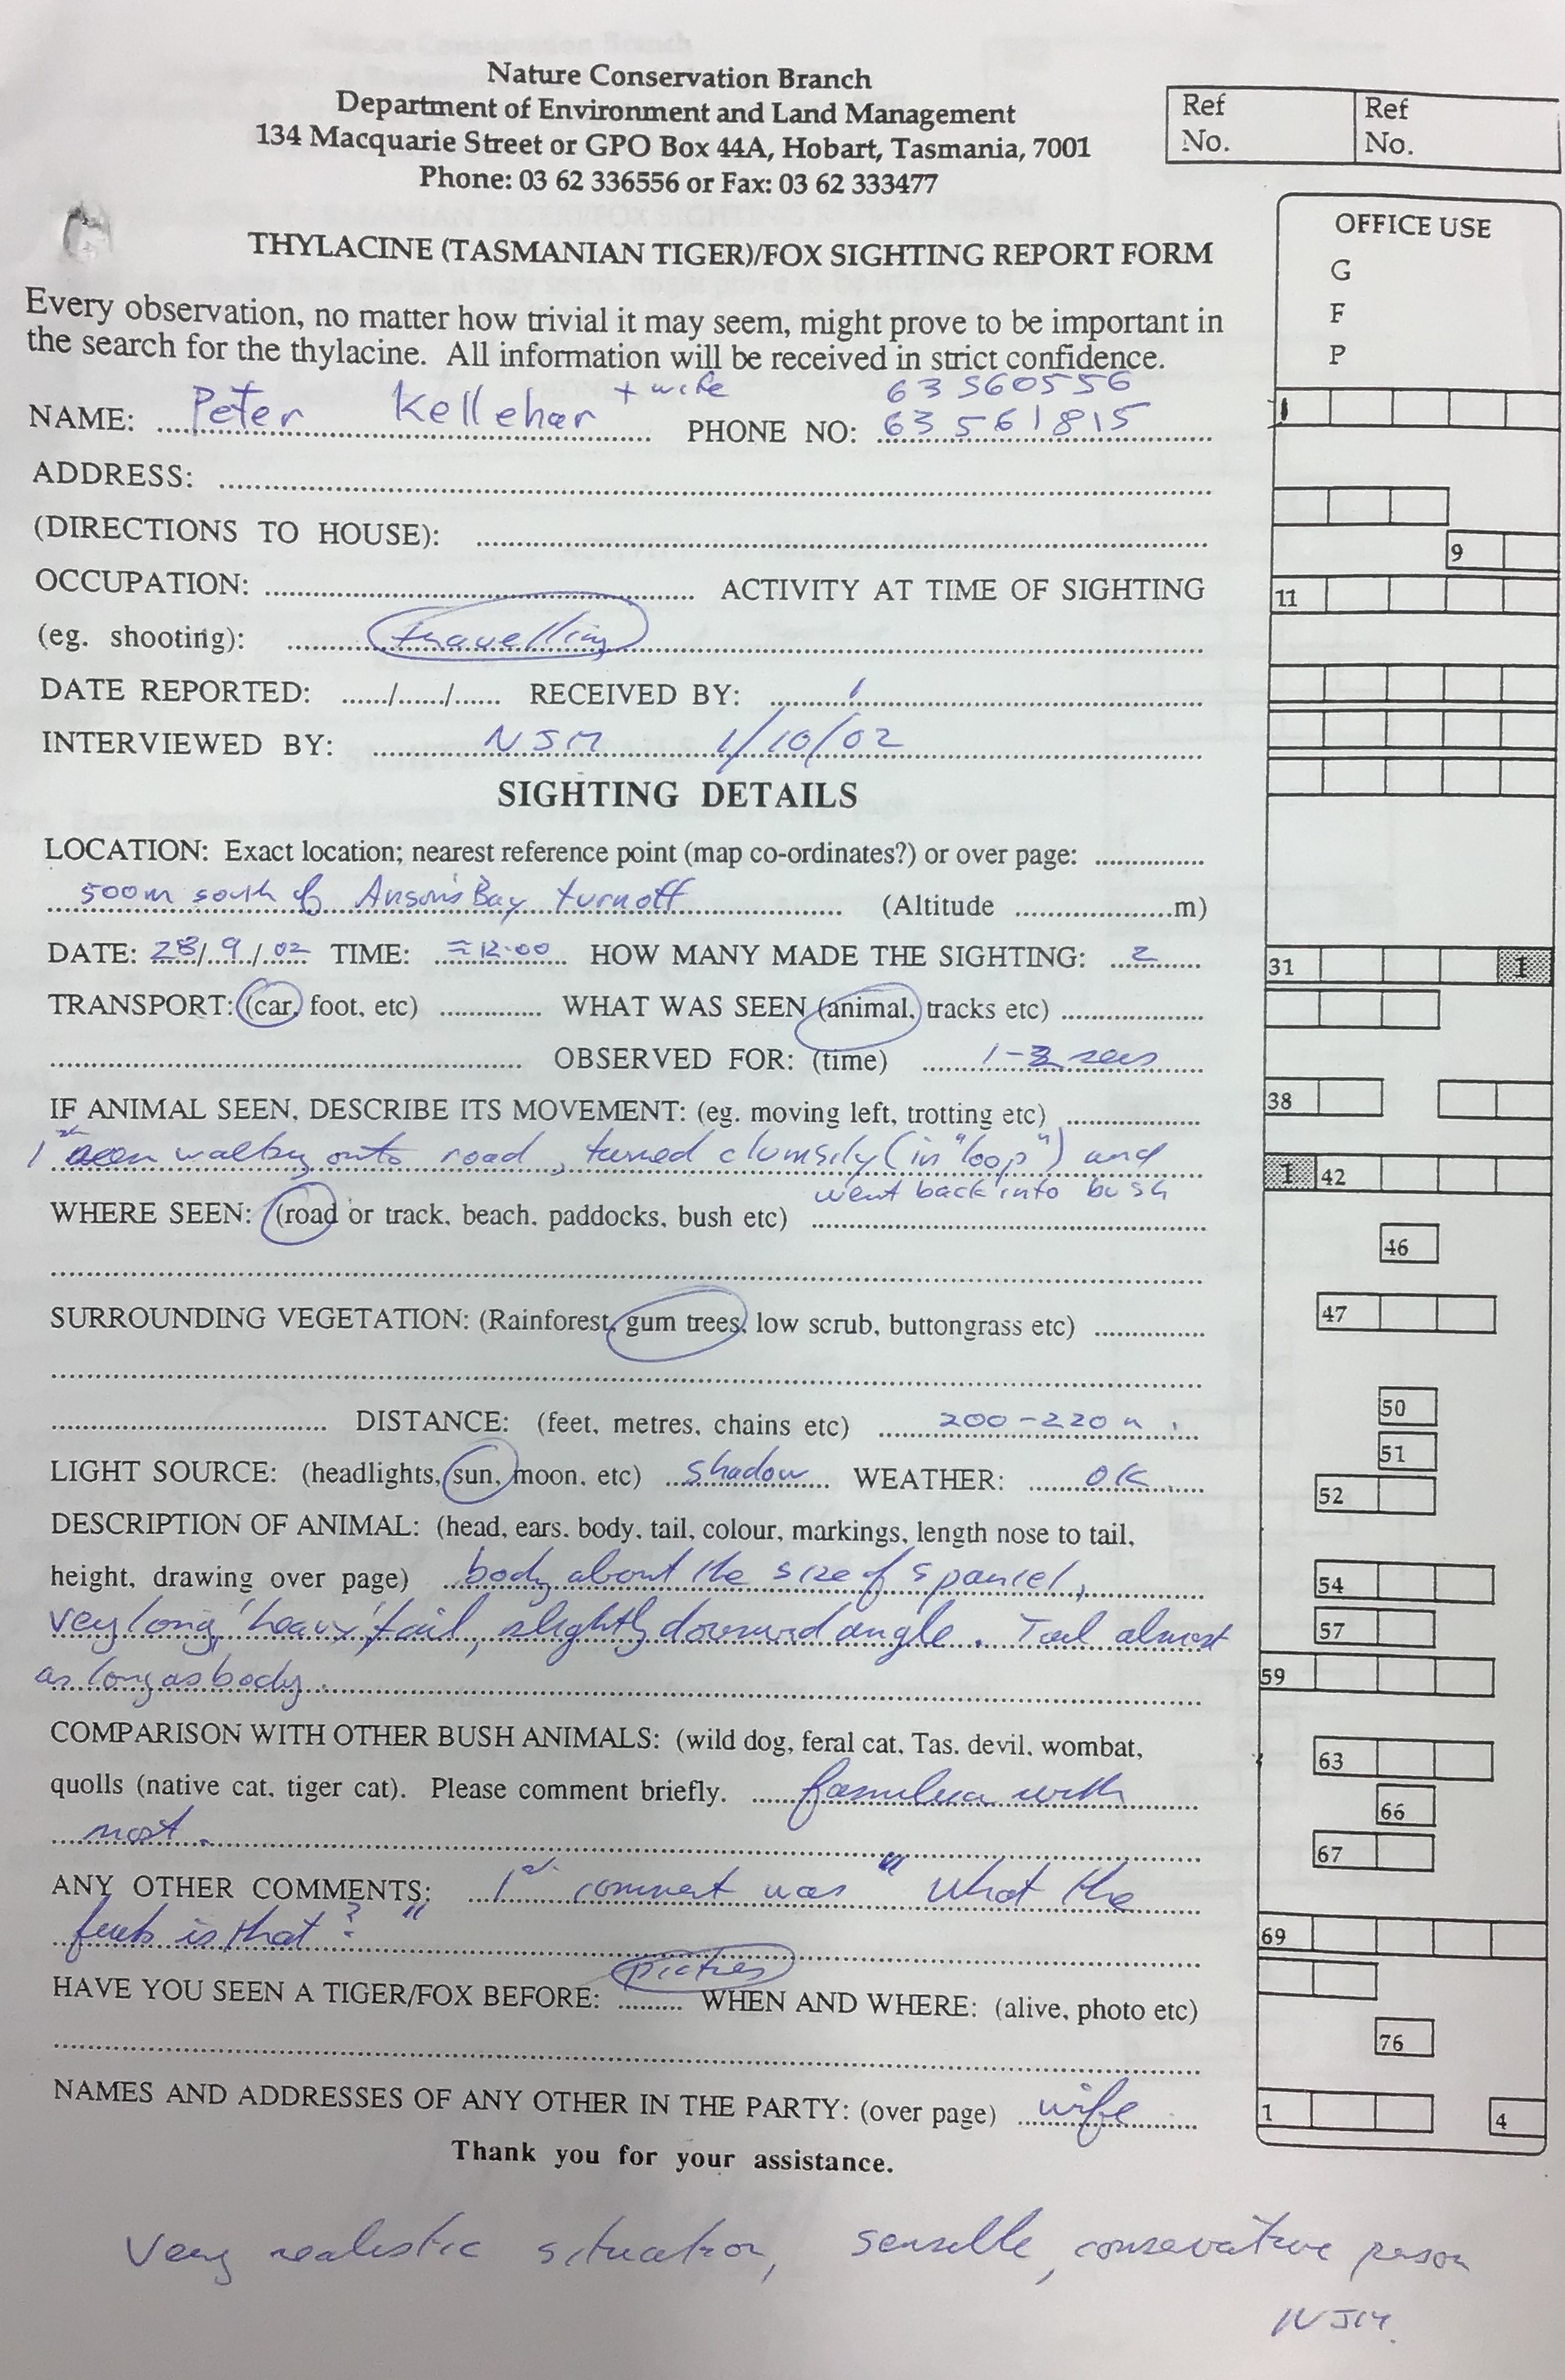 Nature Conservation Branch
Department of Environment and Land Management
134 Macquarie Street or GPO Box 44A, Hobart, Tasmania, 7001
Phone: 03 62 336556 or Fax: 03 62 333477
Ref No.
Ref No.
THYLACINE (TASMANIAN TIGER)/FOX SIGHTING REPORT FORM
Every observation, no matter how trivial it may seem, might prove to be important in
the search for the thylacine. All information will be received in strict confidence.
63560556
NAME: Peter Kellehar + wife PHONE NO: 63561815
ADDRESS:
(DIRECTIONS TO HOUSE):
OCCUPATION: ACTIVITY AT TIME OF SIGHTING
(eg. shooting): travelling
DATE REPORTED: ....../....../...... RECEIVED BY:
INTERVIEWED BY: NJM 1/10/02
SIGHTING DETAILS
LOCATION: Exact location; nearest reference point (map co-ordinates?) or over page:
500m south of Ansons Bay turnoff (Altitude ......m)
DATE: 28/9/02 TIME: ≈12:00 HOW MANY MADE THE SIGHTING: 2
TRANSPORT: (car, foot, etc) WHAT WAS SEEN (animal, tracks etc)
OBSERVED FOR: (time) 1-3 secs
IF ANIMAL SEEN, DESCRIBE ITS MOVEMENT: (eg. moving left, trotting etc)
1st seen walking onto road, turned clumsily (in "loop") and
went back into bush
WHERE SEEN: (road or track, beach, paddocks, bush etc)
SURROUNDING VEGETATION: (Rainforest, gum trees, low scrub, buttongrass etc)
DISTANCE: (feet, metres, chains etc) 200-220 m.
LIGHT SOURCE: (headlights, sun, moon, etc) shadow WEATHER: OK
DESCRIPTION OF ANIMAL: (head, ears, body, tail, colour, markings, length nose to tail,
height, drawing over page) body about the size of spaniel,
very long, 'heavy' tail, slightly downward angle. Tail almost
as long as body.
COMPARISON WITH OTHER BUSH ANIMALS: (wild dog, feral cat, Tas. devil, wombat,
quolls (native cat, tiger cat). Please comment briefly. familiar with
most.
ANY OTHER COMMENTS: 1st comment was "What the
fuck is that?"
pictures
HAVE YOU SEEN A TIGER/FOX BEFORE: WHEN AND WHERE: (alive, photo etc)
NAMES AND ADDRESSES OF ANY OTHER IN THE PARTY: (over page) wife
Thank you for your assistance.
Very realistic situation, sensible, conservative person
NJM.
OFFICE USE
G
F
P
1
9
11
31 1
38
1 42
46
47
50
51
52
54
57
59
63
66
67
69
76
1 4